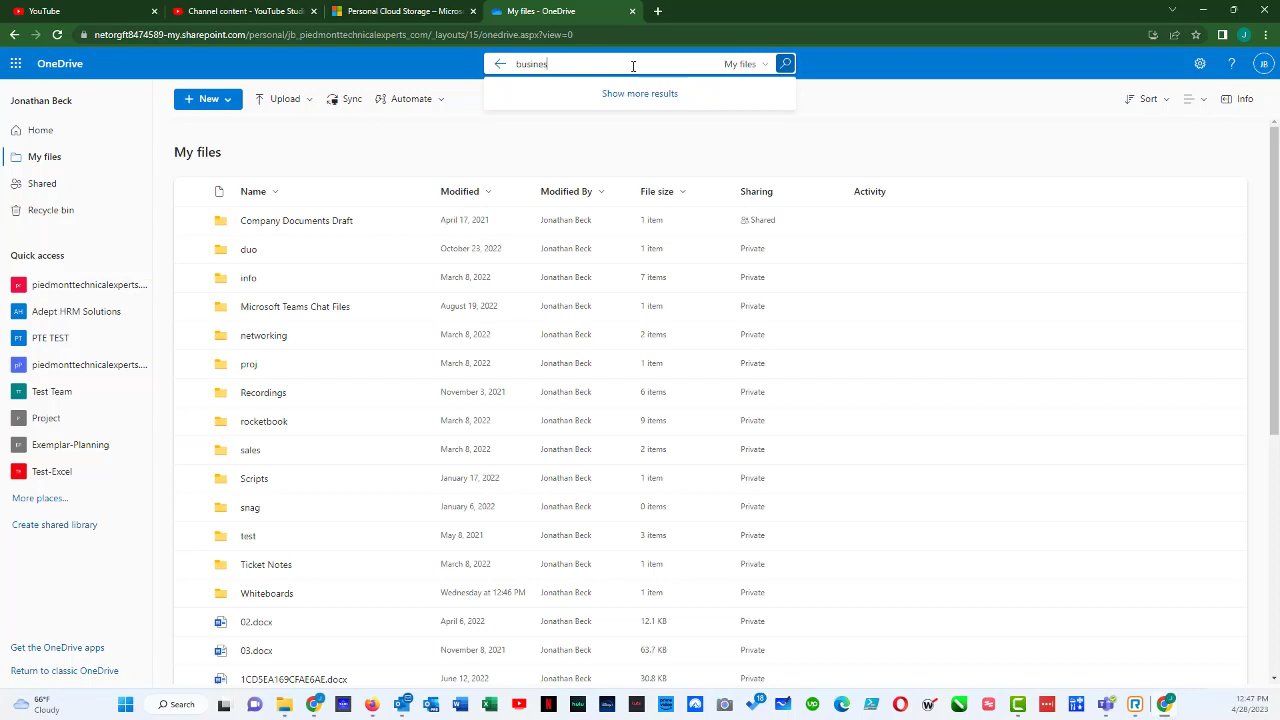 YouTube
Channel content - YouTube Stud
Personal Cloud Storage – Micros
My files - OneDrive
netorgft8474589-my.sharepoint.com/personal/jb_piedmonttechnicalexperts_com/_layouts/15/onedrive.aspx?view=0
J
OneDrive
busines
My files
? JB
Show more results
Jonathan Beck
New
Upload
Sync
Automate
Sort
Info
Home
My files
Shared
Recycle bin
Quick access
pc piedmonttechnicalexperts....
AH Adept HRM Solutions
PT PTE TEST
pP piedmonttechnicalexperts....
TT Test Team
P Project
EP Exemplar-Planning
Test-Excel
More places...
Create shared library
Get the OneDrive apps
Return to classic OneDrive
My files
Name Modified Modified By File size Sharing Activity
Company Documents Draft April 17, 2021 Jonathan Beck 1 item Shared
duo October 23, 2022 Jonathan Beck 1 item Private
info March 8, 2022 Jonathan Beck 7 items Private
Microsoft Teams Chat Files August 19, 2022 Jonathan Beck 1 item Private
networking March 8, 2022 Jonathan Beck 2 items Private
proj March 8, 2022 Jonathan Beck 1 item Private
Recordings November 3, 2021 Jonathan Beck 6 items Private
rocketbook March 8, 2022 Jonathan Beck 9 items Private
sales March 8, 2022 Jonathan Beck 2 items Private
Scripts January 17, 2022 Jonathan Beck 1 item Private
snag January 6, 2022 Jonathan Beck 0 items Private
test May 8, 2021 Jonathan Beck 3 items Private
Ticket Notes March 8, 2022 Jonathan Beck 1 item Private
Whiteboards Wednesday at 12:46 PM Jonathan Beck 1 item Private
02.docx April 6, 2022 Jonathan Beck 12.1 KB Private
03.docx November 8, 2022 Jonathan Beck 63.7 KB Private
1CD5EA169CFAE6AE.docx June 12, 2022 Jonathan Beck 30.8 KB Private
66°F
Cloudy
Search
hulu
18
12:47 PM
4/28/2023